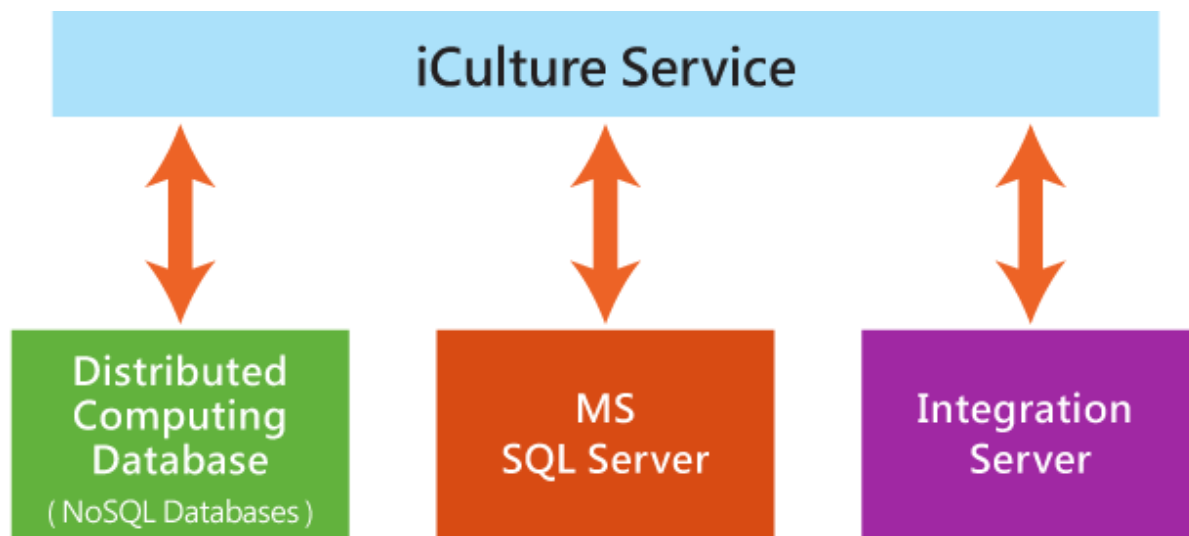 iCulture Service
Distributed
Computing
Database
( NoSQL Databases )
MS
SQL Server
Integration
Server